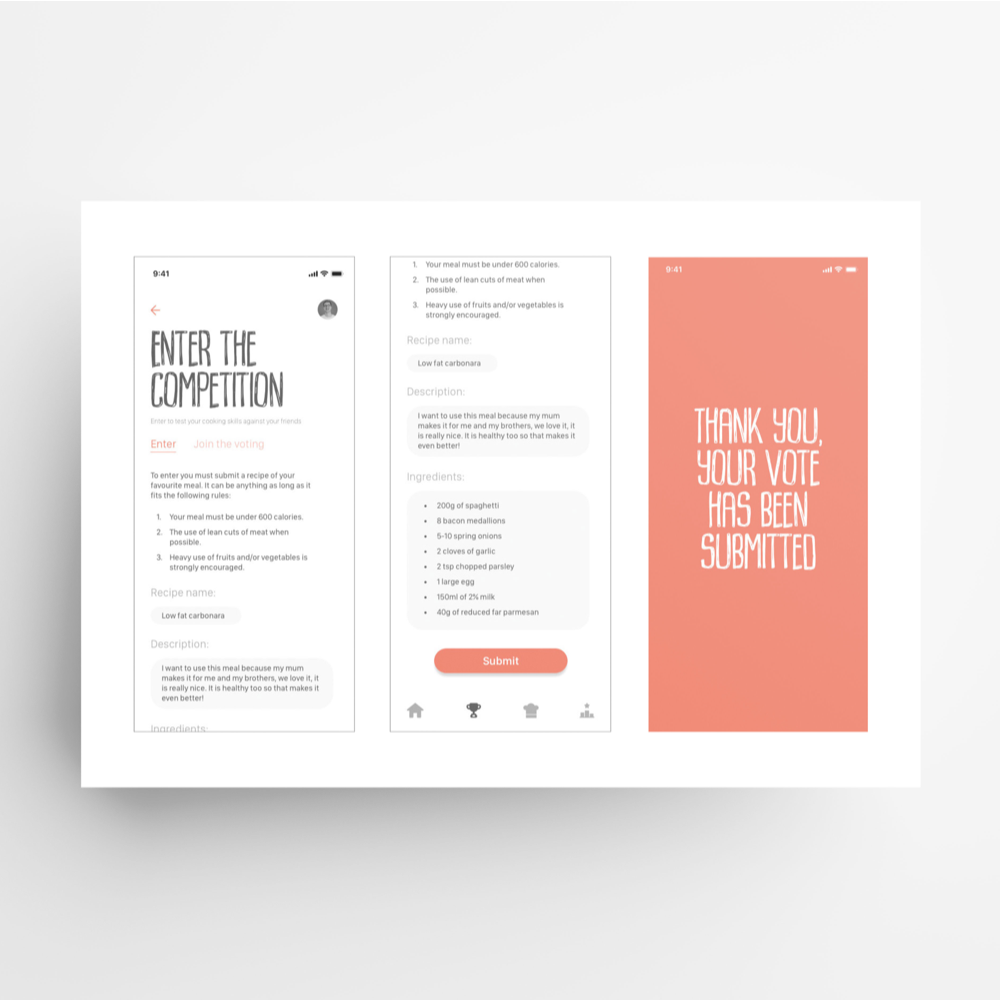 9:41
ENTER THE
COMPETITION
Enter to test your cooking skills against your friends
Enter Join the voting
To enter you must submit a recipe of your
favourite meal. It can be anything as long as it
fits the following rules:
1. Your meal must be under 600 calories.
2. The use of lean cuts of meat when
possible.
3. Heavy use of fruits and/or vegetables is
strongly encouraged.
Recipe name:
Low fat carbonara
Description:
I want to use this meal because my mum
makes it for me and my brothers, we love it, it
is really nice. It is healthy too so that makes it
even better!
Ingredients:
1. Your meal must be under 600 calories.
2. The use of lean cuts of meat when
possible.
3. Heavy use of fruits and/or vegetables is
strongly encouraged.
Recipe name:
Low fat carbonara
Description:
I want to use this meal because my mum
makes it for me and my brothers, we love it, it
is really nice. It is healthy too so that makes it
even better!
Ingredients:
• 200g of spaghetti
• 8 bacon medallions
• 5-10 spring onions
• 2 cloves of garlic
• 2 tsp chopped parsley
• 1 large egg
• 150ml of 2% milk
• 40g of reduced far parmesan
Submit
9:41
THANK YOU,
YOUR VOTE
HAS BEEN
SUBMITTED